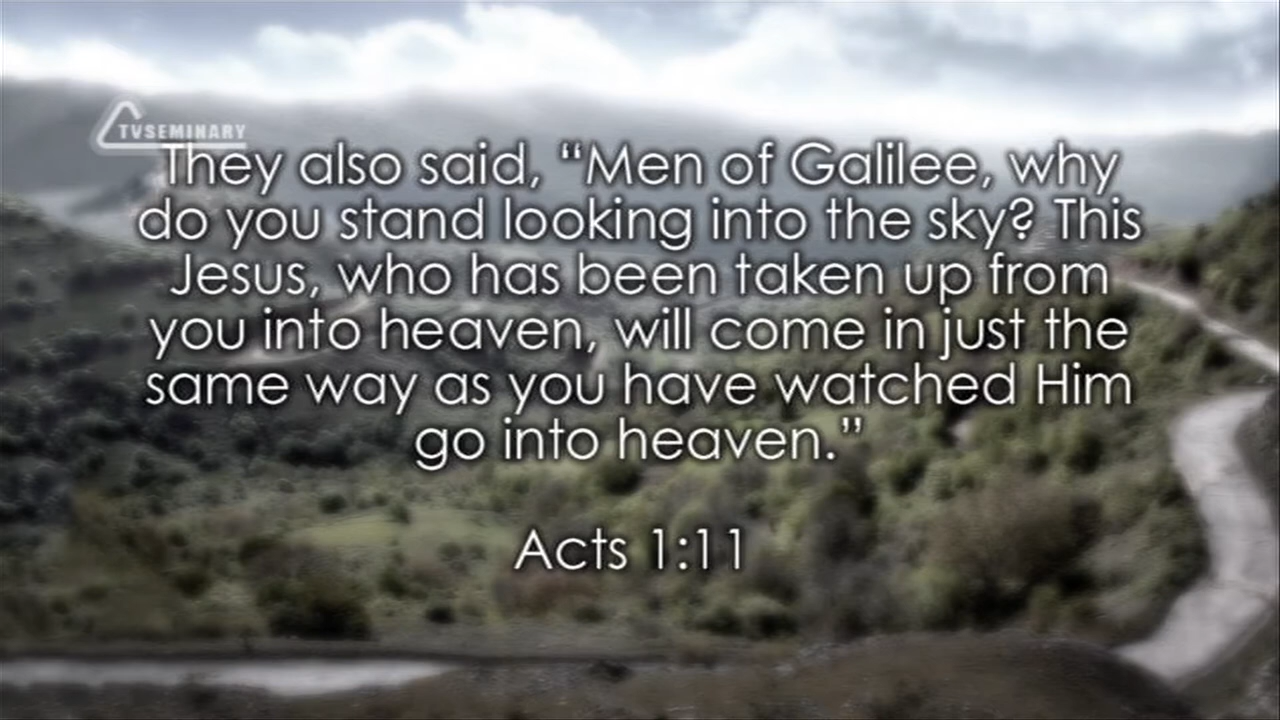 TVSEMINARY
They also said, “Men of Galilee, why
do you stand looking into the sky? This
Jesus, who has been taken up from
you into heaven, will come in just the
same way as you have watched Him
go into heaven.”
Acts 1:11